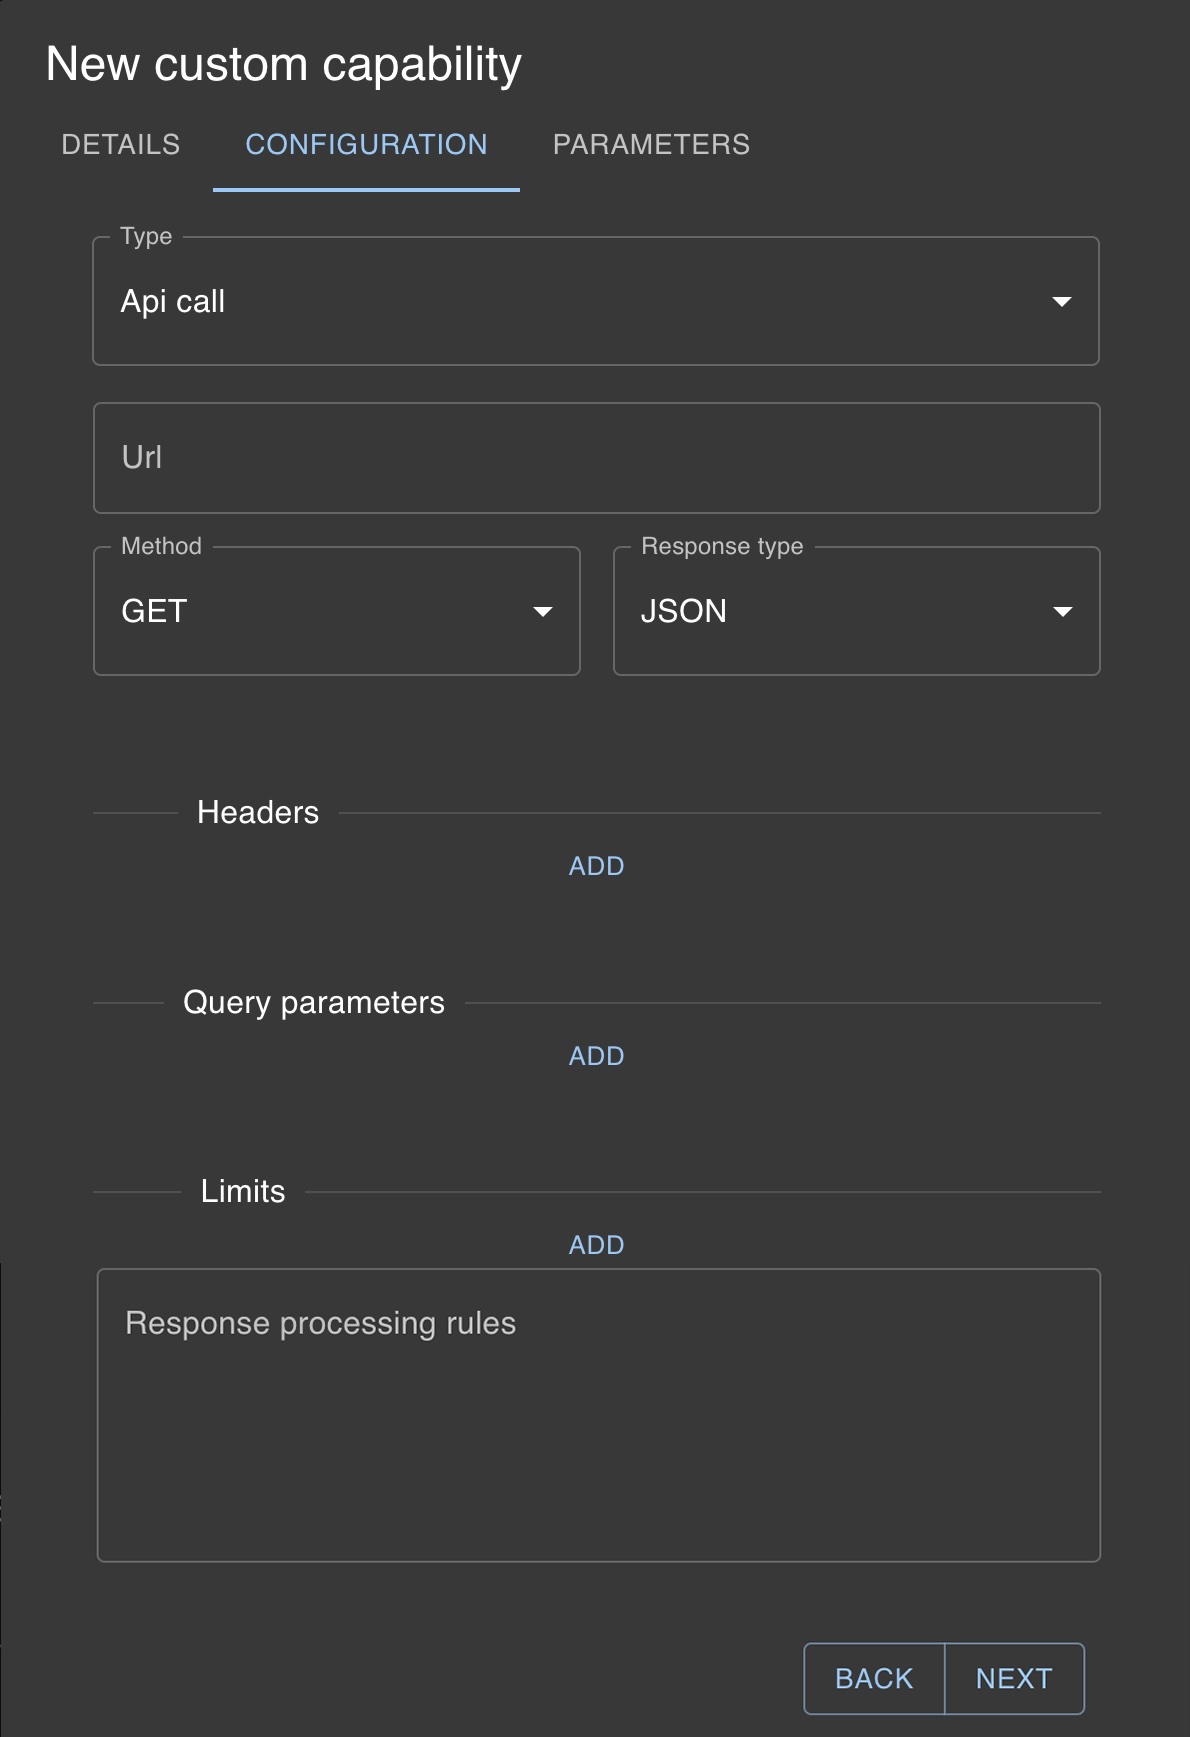 New custom capability
DETAILS CONFIGURATION PARAMETERS
Type
Api call
Url
Method Response type
GET JSON
Headers
ADD
Query parameters
ADD
Limits
ADD
Response processing rules
BACK NEXT